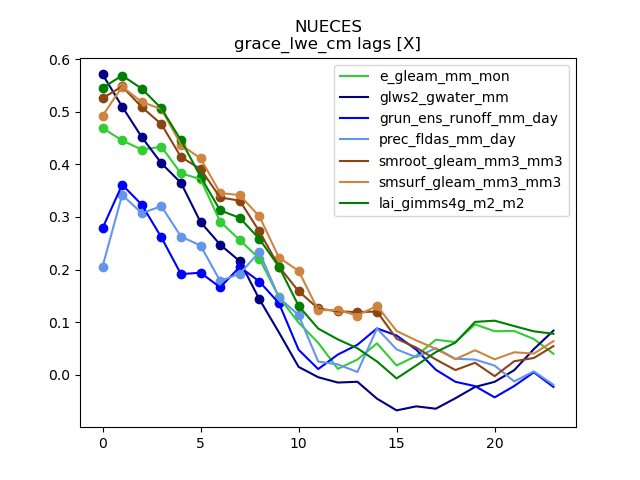 NUECES
grace_lwe_cm lags [X]
e_gleam_mm_mon
glws2_gwater_mm
grun_ens_runoff_mm_day
prec_fldas_mm_day
smroot_gleam_mm3_mm3
smsurf_gleam_mm3_mm3
lai_gimms4g_m2_m2
0.6
0.5
0.4
0.3
0.2
0.1
0.0
0 5 10 15 20